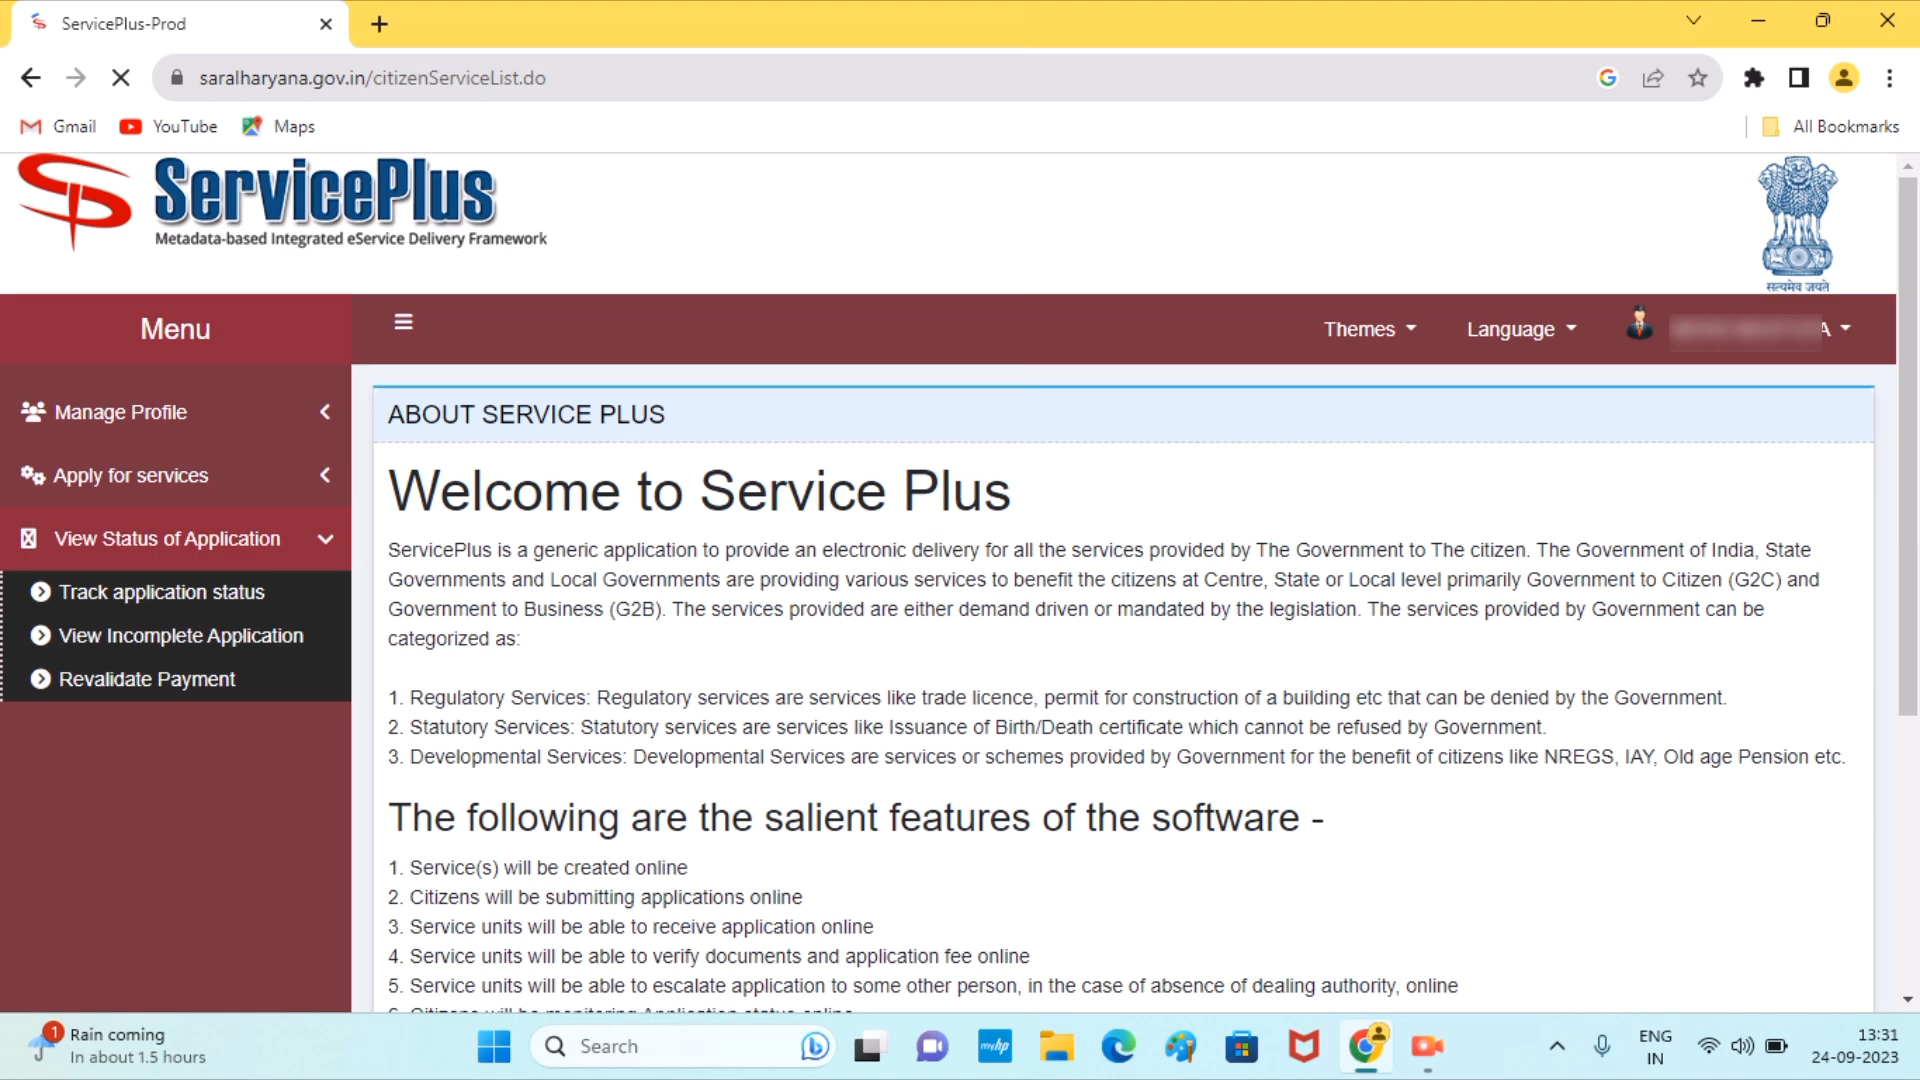 ServicePlus-Prod
saralharyana.gov.in/citizenServiceList.do
Gmail
YouTube
Maps
All Bookmarks
ServicePlus
Metadata-based Integrated eService Delivery Framework
सत्यमेव जयते
Menu
Themes
Language
A
Manage Profile
Apply for services
View Status of Application
Track application status
View Incomplete Application
Revalidate Payment
ABOUT SERVICE PLUS
Welcome to Service Plus
ServicePlus is a generic application to provide an electronic delivery for all the services provided by The Government to The citizen. The Government of India, State
Governments and Local Governments are providing various services to benefit the citizens at Centre, State or Local level primarily Government to Citizen (G2C) and
Government to Business (G2B). The services provided are either demand driven or mandated by the legislation. The services provided by Government can be
categorized as:
1. Regulatory Services: Regulatory services are services like trade licence, permit for construction of a building etc that can be denied by the Government.
2. Statutory Services: Statutory services are services like Issuance of Birth/Death certificate which cannot be refused by Government.
3. Developmental Services: Developmental Services are services or schemes provided by Government for the benefit of citizens like NREGS, IAY, Old age Pension etc.
The following are the salient features of the software -
1. Service(s) will be created online
2. Citizens will be submitting applications online
3. Service units will be able to receive application online
4. Service units will be able to verify documents and application fee online
5. Service units will be able to escalate application to some other person, in the case of absence of dealing authority, online
6. Citizens will be monitoring Application status online
1
Rain coming
In about 1.5 hours
Search
myhp
ENG
IN
13:31
24-09-2023